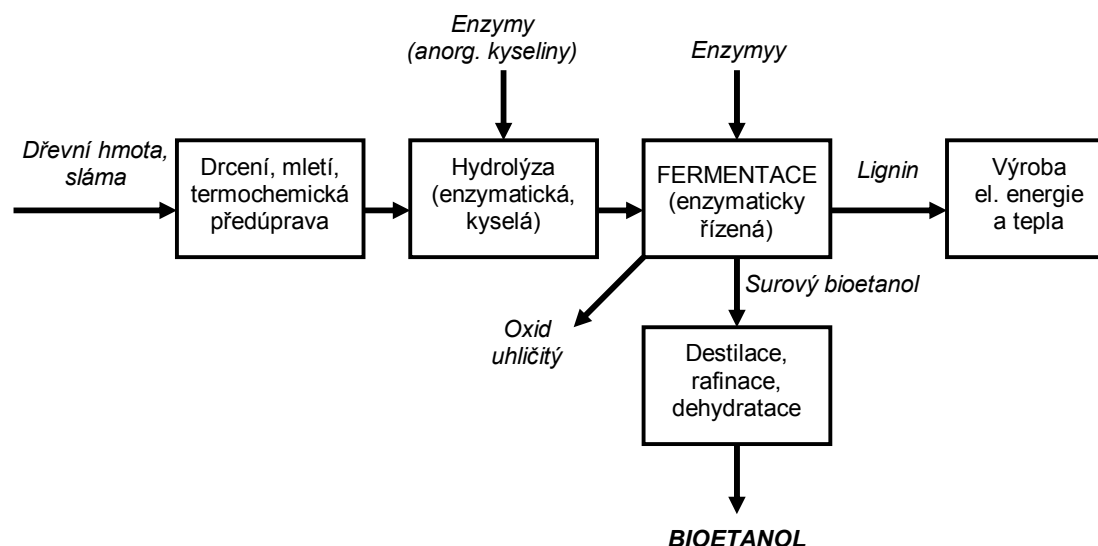 Enzymy
(anorg. kyseliny)
Enzymyy
Dřevní hmota,
sláma
Drcení, mletí,
termochemická
předúprava
Hydrolýza
(enzymatická,
kyselá)
FERMENTACE
(enzymaticky
řízená)
Lignin
Výroba
el. energie
a tepla
Surový bioetanol
Oxid
uhličitý
Destilace,
rafinace,
dehydratace
BIOETANOL